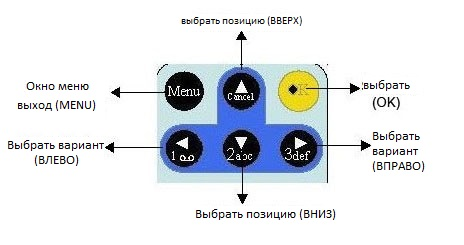 выбрать позицию (ВВЕРХ)
Окно меню
выход (MENU)
Menu
Cancel
выбрать
(OK)
Выбрать вариант
(ВЛЕВО)
1
2abc
3def
Выбрать
вариант
(ВПРАВО)
Выбрать позицию (ВНИЗ)